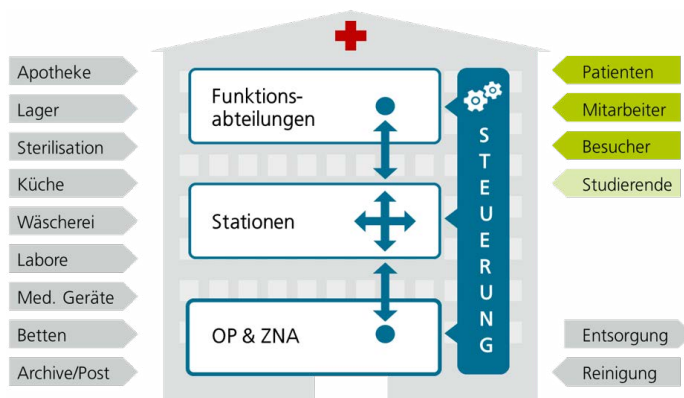 Apotheke
Lager
Sterilisation
Küche
Wäscherei
Labore
Med. Geräte
Betten
Archive/Post
Funktions-
abteilungen
Stationen
OP & ZNA
STEUERUNG
Patienten
Mitarbeiter
Besucher
Studierende
Entsorgung
Reinigung